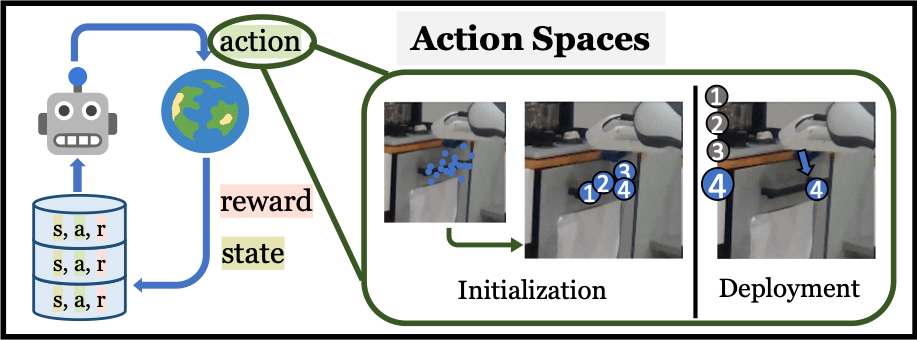 action
Action Spaces
reward
state
s, a, r
s, a, r
s, a, r
1 2 3 4
Initialization
1
2
3
4
4
Deployment